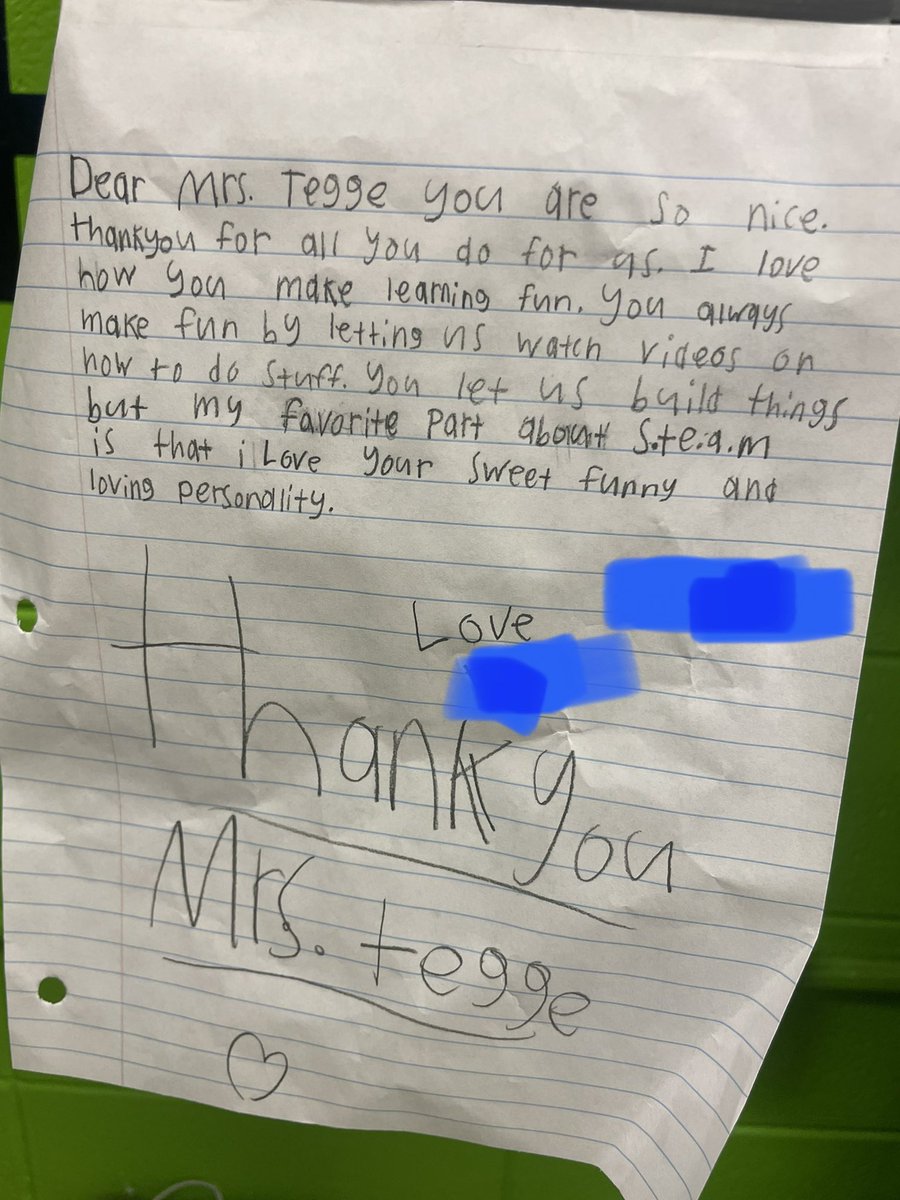 Dear Mrs. Tegge you are so nice.
thankyou for all you do for us. I love
how you make learning fun. You always
make fun by letting us watch videos on
how to do stuff. You let us build things
but my favorite part about S.t.e.a.m
is that i Love your sweet funny and
loving personality.
Love
Thank you
Mrs. tegge